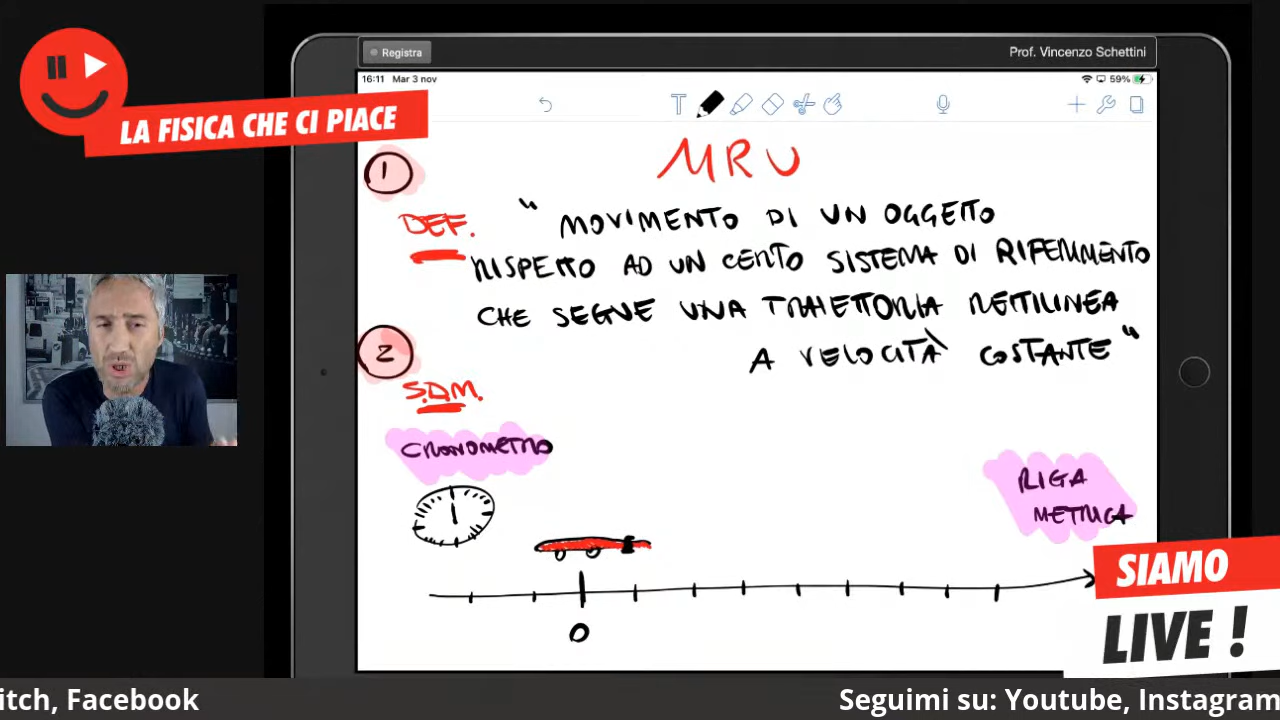 Registra
Prof. Vincenzo Schettini
16:11 Mar 3 nov
59%
LA FISICA CHE CI PIACE
T
MRU
1
DEF. “ MOVIMENTO DI UN OGGETTO
RISPETTO AD UN CERTO SISTEMA DI RIFERIMENTO
CHE SEGUE UNA TRAIETTORIA RETTILINEA
A VELOCITÀ COSTANTE”
2
S.D.M.
CRONOMETRO
RIGA
METRICA
0
SIAMO
LIVE !
itch, Facebook
Seguimi su: Youtube, Instagram